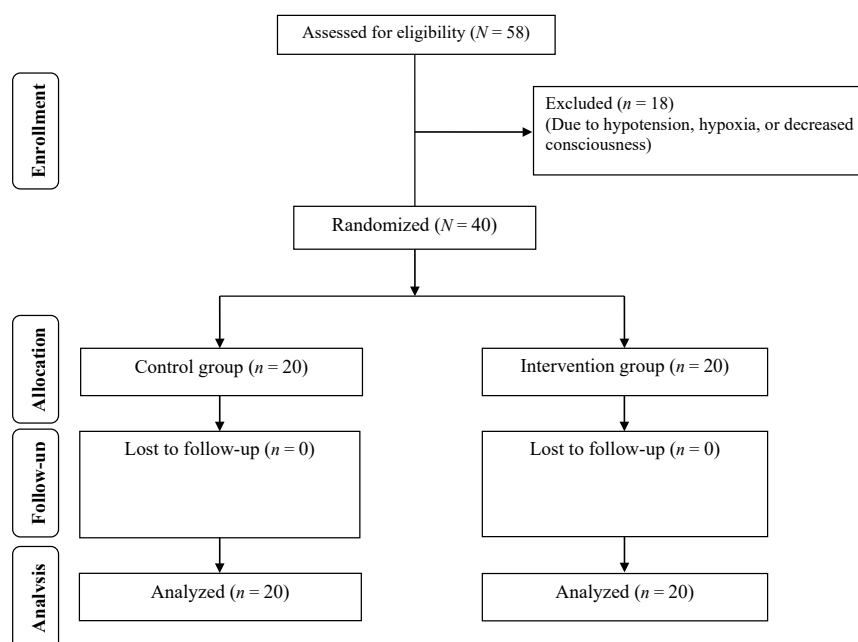 Assessed for eligibility (N = 58)
Enrollment
Excluded (n = 18)
(Due to hypotension, hypoxia, or decreased
consciousness)
Randomized (N = 40)
Allocation
Control group (n = 20)
Intervention group (n = 20)
Follow-up
Lost to follow-up (n = 0)
Lost to follow-up (n = 0)
Analysis
Analyzed (n = 20)
Analyzed (n = 20)